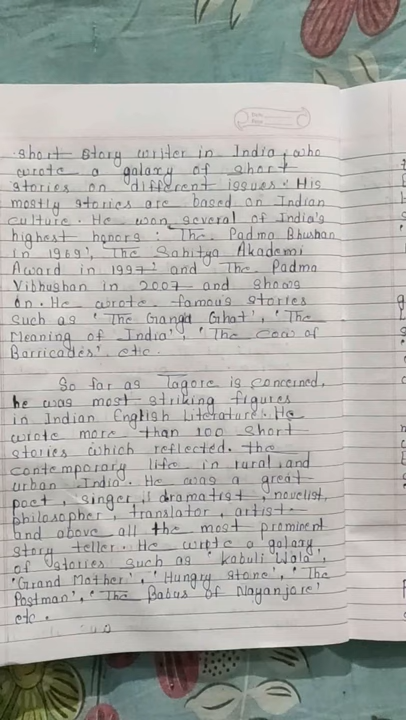 short story writer in India, who
wrote a galaxy of short
stories on different issues. His
mostly stories are based on Indian
culture. He won several of India's
highest honors : The Padma Bhushan
in 1969', The Sahitya Akademi
Award in 1997' and The Padma
Vibhushan in 2007 and shows
on. He wrote famous stories
such as 'The Ganga Ghat', 'The
Meaning of India', 'The Cow of
Barricades' etc.
So far as Tagore is concerned,
he was most striking figures
in Indian English Literature. He
wrote more than 100 short
stories which reflected the
contemporary life in rural and
urban India. He was a great
poet, singer, dramatist, novelist,
philosopher, translator, artist
and above all the most prominent
story teller. He wrote a galaxy
of stories such as 'Kabuli Wala',
'Grand Mother', 'Hungry stone', 'The
Postman', 'The Babus of Nayanjore'
etc.